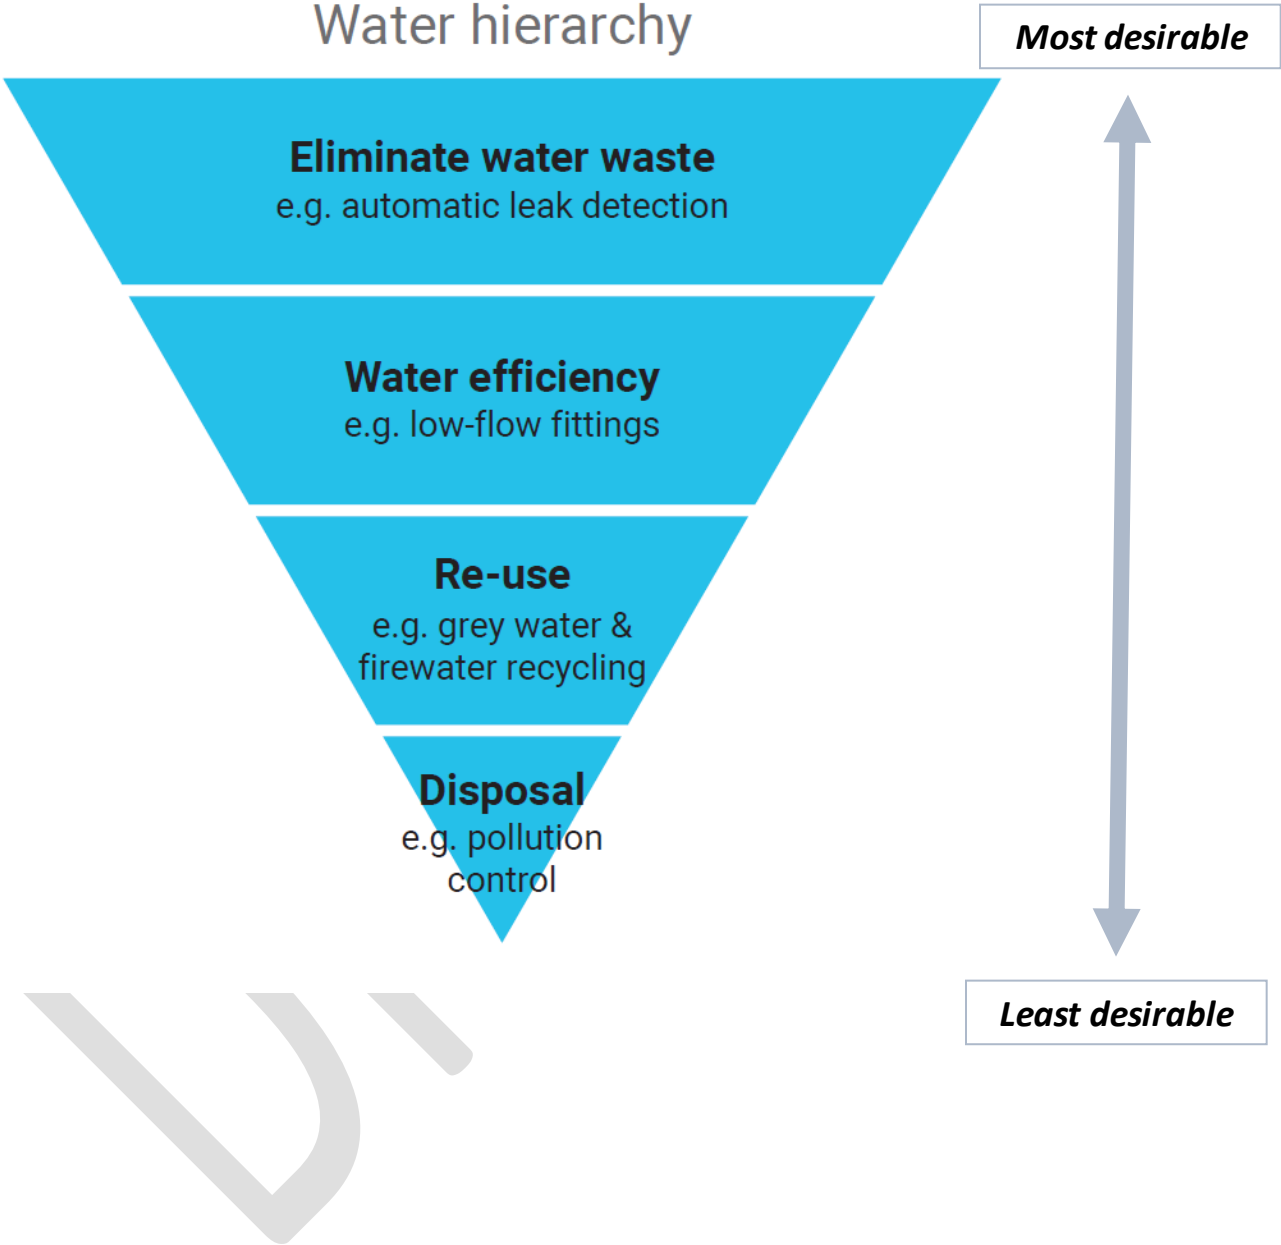 Water hierarchy
Most desirable
Eliminate water waste
e.g. automatic leak detection
Water efficiency
e.g. low-flow fittings
Re-use
e.g. grey water &
firewater recycling
Disposal
e.g. pollution
control
Least desirable